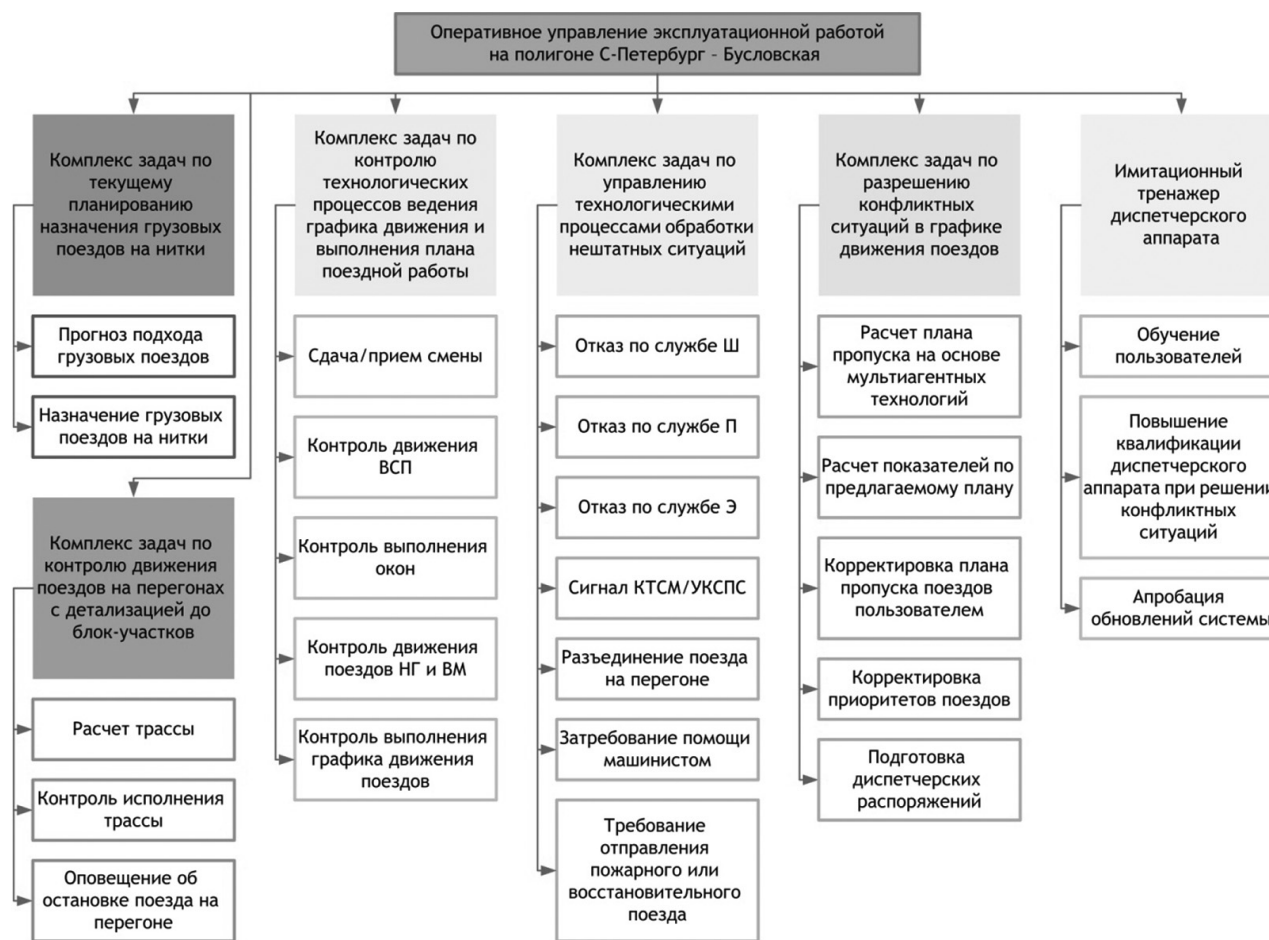 Оперативное управление эксплуатационной работой
на полигоне С-Петербург – Бусловская
Комплекс задач по
текущему
планированию
назначения грузовых
поездов на нитки
Прогноз подхода
грузовых поездов
Назначение грузовых
поездов на нитки
Комплекс задач по
контролю движения
поездов на перегонах
с детализацией до
блок-участков
Расчет трассы
Контроль исполнения
трассы
Оповещение об
остановке поезда на
перегоне
Комплекс задач по
контролю
технологических
процессов ведения
графика движения и
выполнения плана
поездной работы
Сдача/прием смены
Контроль движения
ВСП
Контроль выполнения
окон
Контроль движения
поездов НГ и ВМ
Контроль выполнения
графика движения
поездов
Комплекс задач по
управлению
технологическими
процессами обработки
нештатных ситуаций
Отказ по службе Ш
Отказ по службе П
Отказ по службе Э
Сигнал КТСМ/УКСПС
Разъединение поезда
на перегоне
Затребование помощи
машинистом
Требование
отправления
пожарного или
восстановительного
поезда
Комплекс задач по
разрешению
конфликтных
ситуаций в графике
движения поездов
Расчет плана
пропуска на основе
мультиагентных
технологий
Расчет показателей по
предлагаемому плану
Корректировка плана
пропуска поездов
пользователем
Корректировка
приоритетов поездов
Подготовка
диспетчерских
распоряжений
Имитационный
тренажер
диспетчерского
аппарата
Обучение
пользователей
Повышение
квалификации
диспетчерского
аппарата при решении
конфликтных
ситуаций
Апробация
обновлений системы